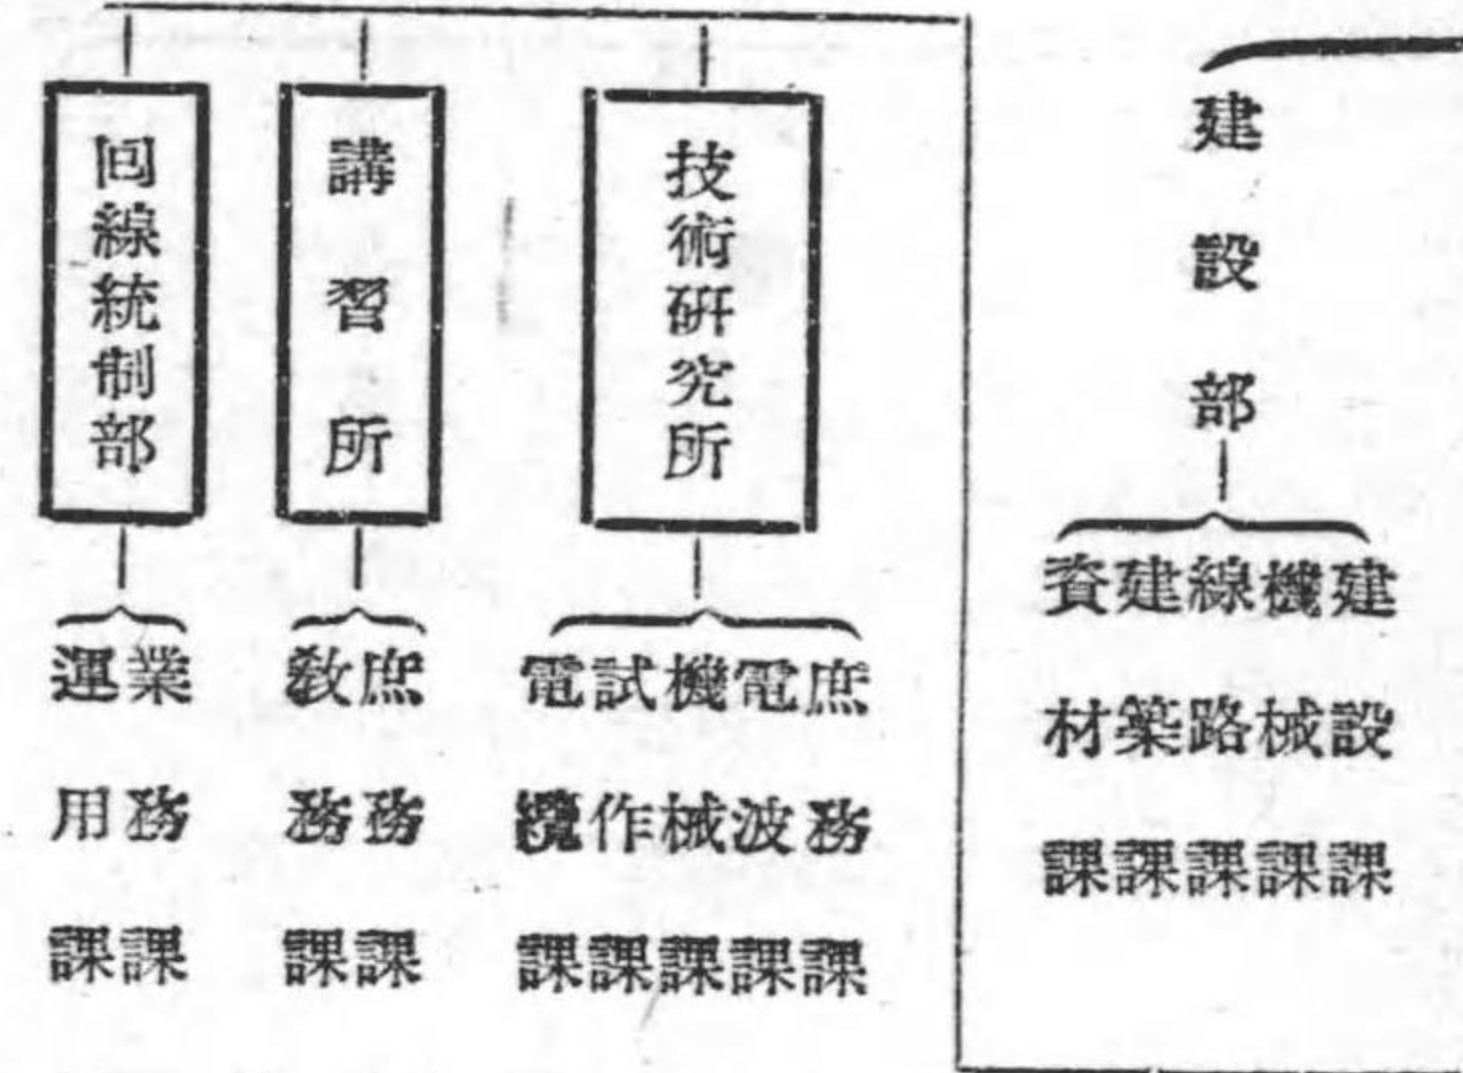 建設部
建設課
機械課
線路課
建築課
資材課
技術研究所
庶務課
電波課
機械課
試作課
電纜課
講習所
庶務課
教務課
回線統制部
業務課
運用課